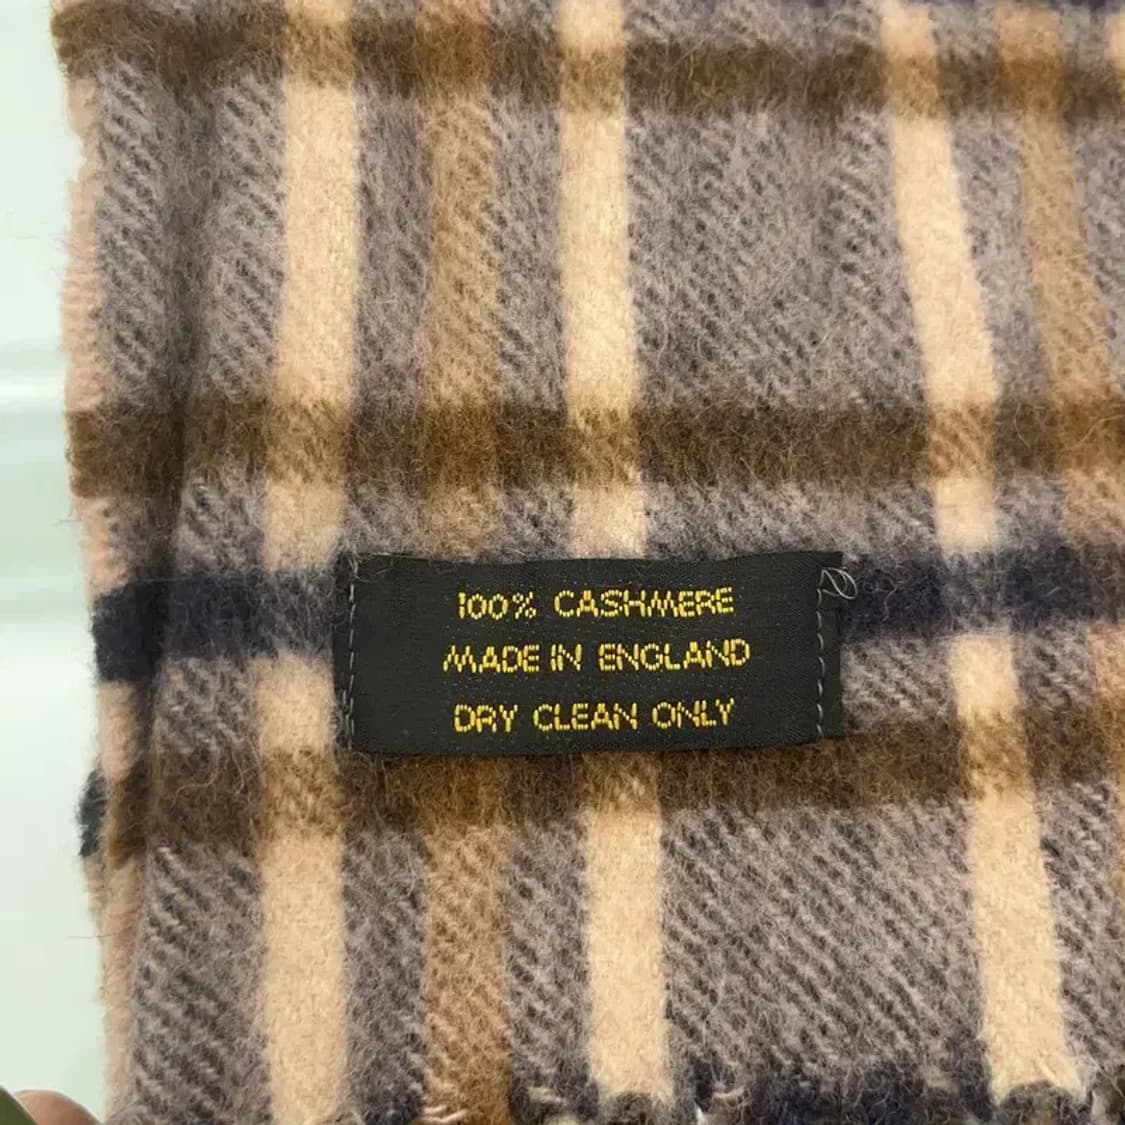 100% CASHMERE
MADE IN ENGLAND
DRY CLEAN ONLY